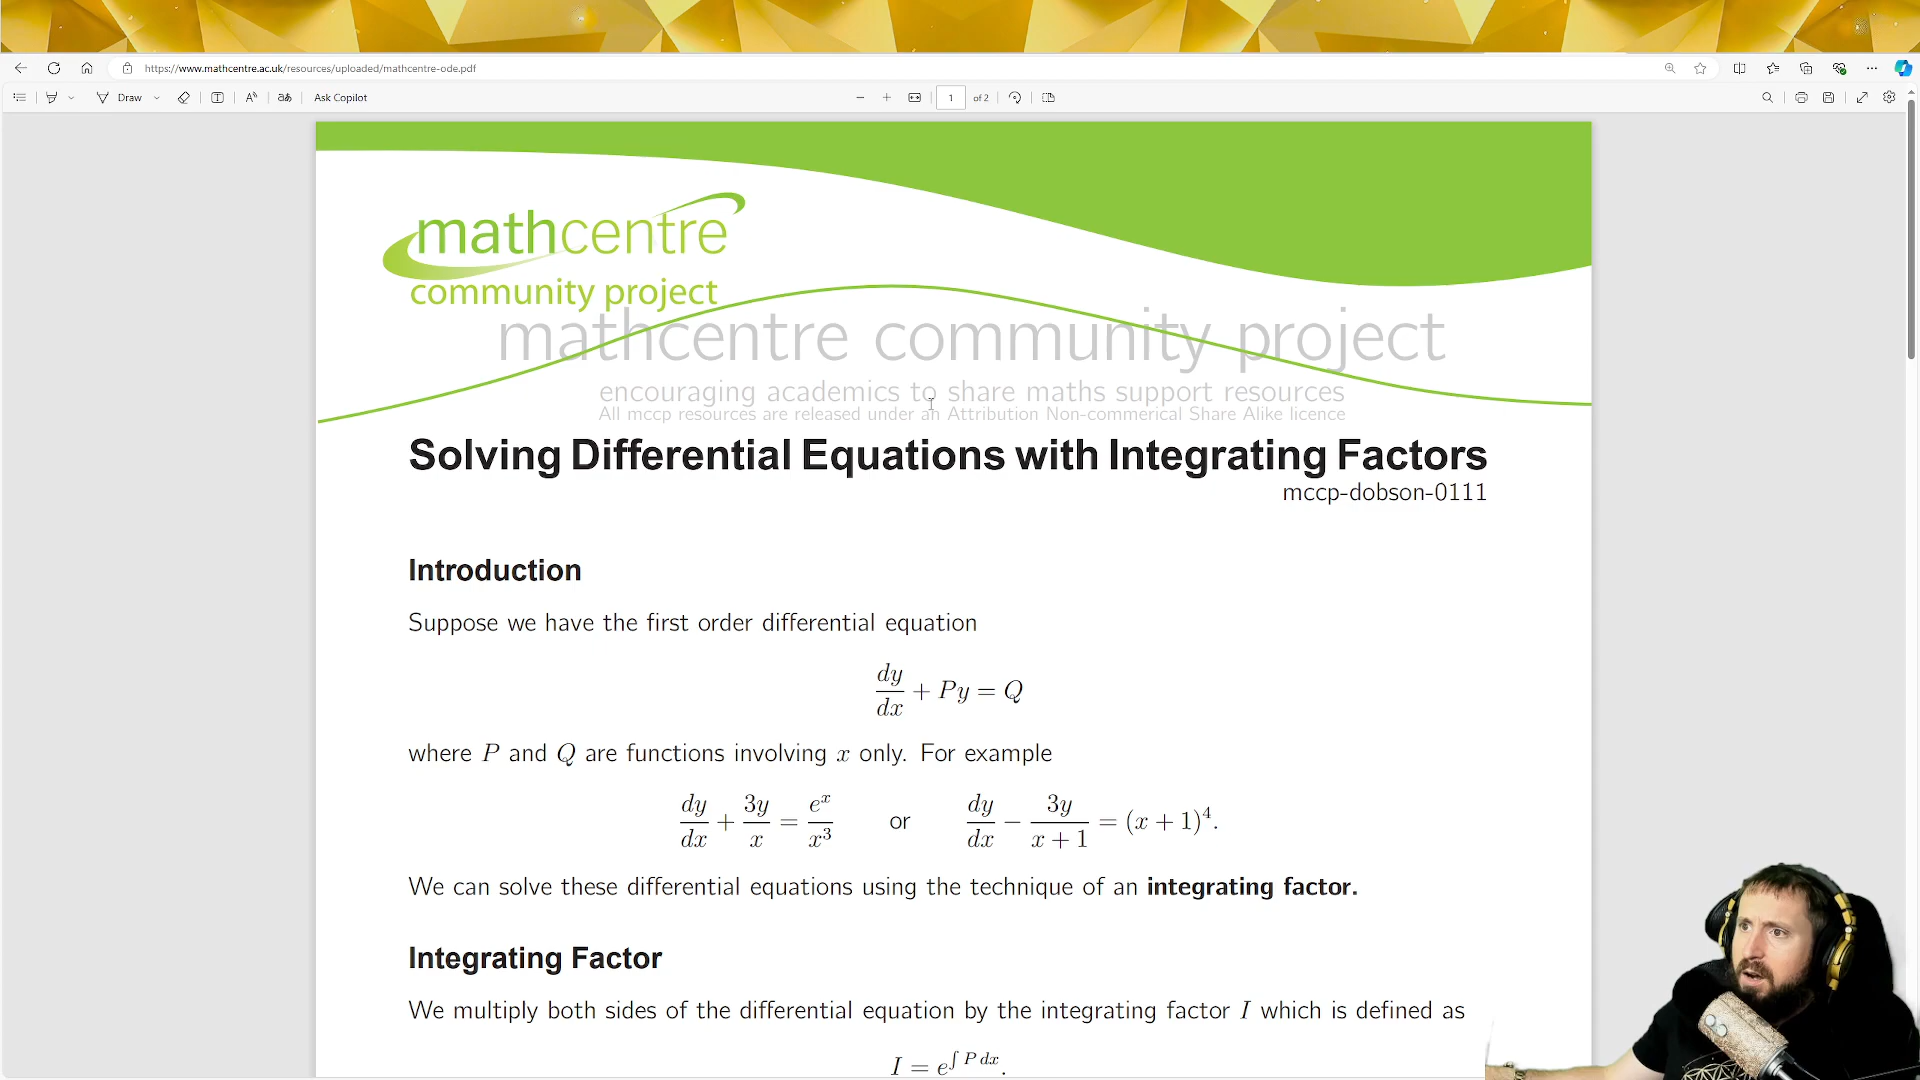 https://www.mathcentre.ac.uk/resources/uploaded/mathcentre-ode.pdf
Draw Ask Copilot 1 of 2
mathcentre
community project
mathcentre community project
encouraging academics to share maths support resources
All mccp resources are released under an Attribution Non-commerical Share Alike licence
Solving Differential Equations with Integrating Factors
mccp-dobson-0111
Introduction
Suppose we have the first order differential equation
dy/dx + Py = Q
where P and Q are functions involving x only. For example
dy/dx + 3y/x = e^x/x^3 or dy/dx − 3y/(x + 1) = (x + 1)^4.
We can solve these differential equations using the technique of an integrating factor.
Integrating Factor
We multiply both sides of the differential equation by the integrating factor I which is defined as
I = e^∫ P dx.